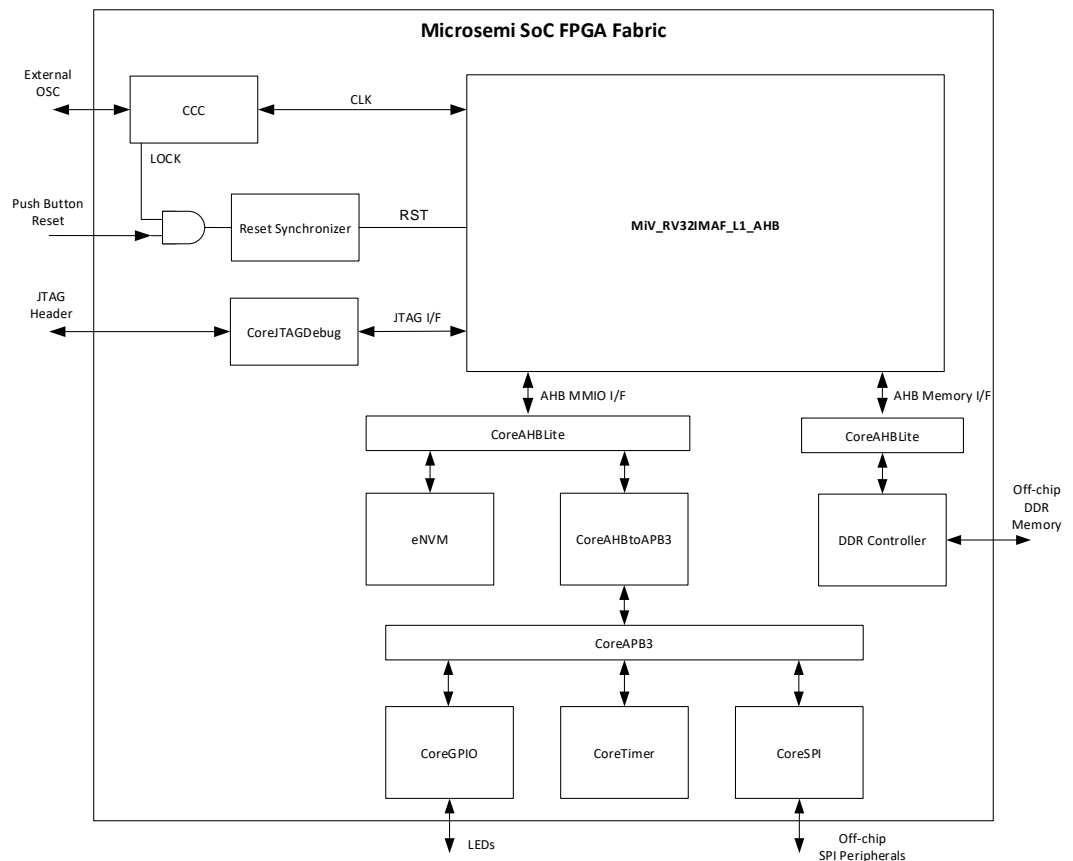 Microsemi SoC FPGA Fabric
External
OSC
CCC
CLK
LOCK
Push Button
Reset
Reset Synchronizer
RST
MiV_RV32IMAF_L1_AHB
JTAG
Header
CoreJTAGDebug
JTAG I/F
AHB MMIO I/F
AHB Memory I/F
CoreAHBLite
CoreAHBLite
eNVM
CoreAHBtoAPB3
DDR Controller
Off-chip
DDR
Memory
CoreAPB3
CoreGPIO
CoreTimer
CoreSPI
LEDs
Off-chip
SPI Peripherals